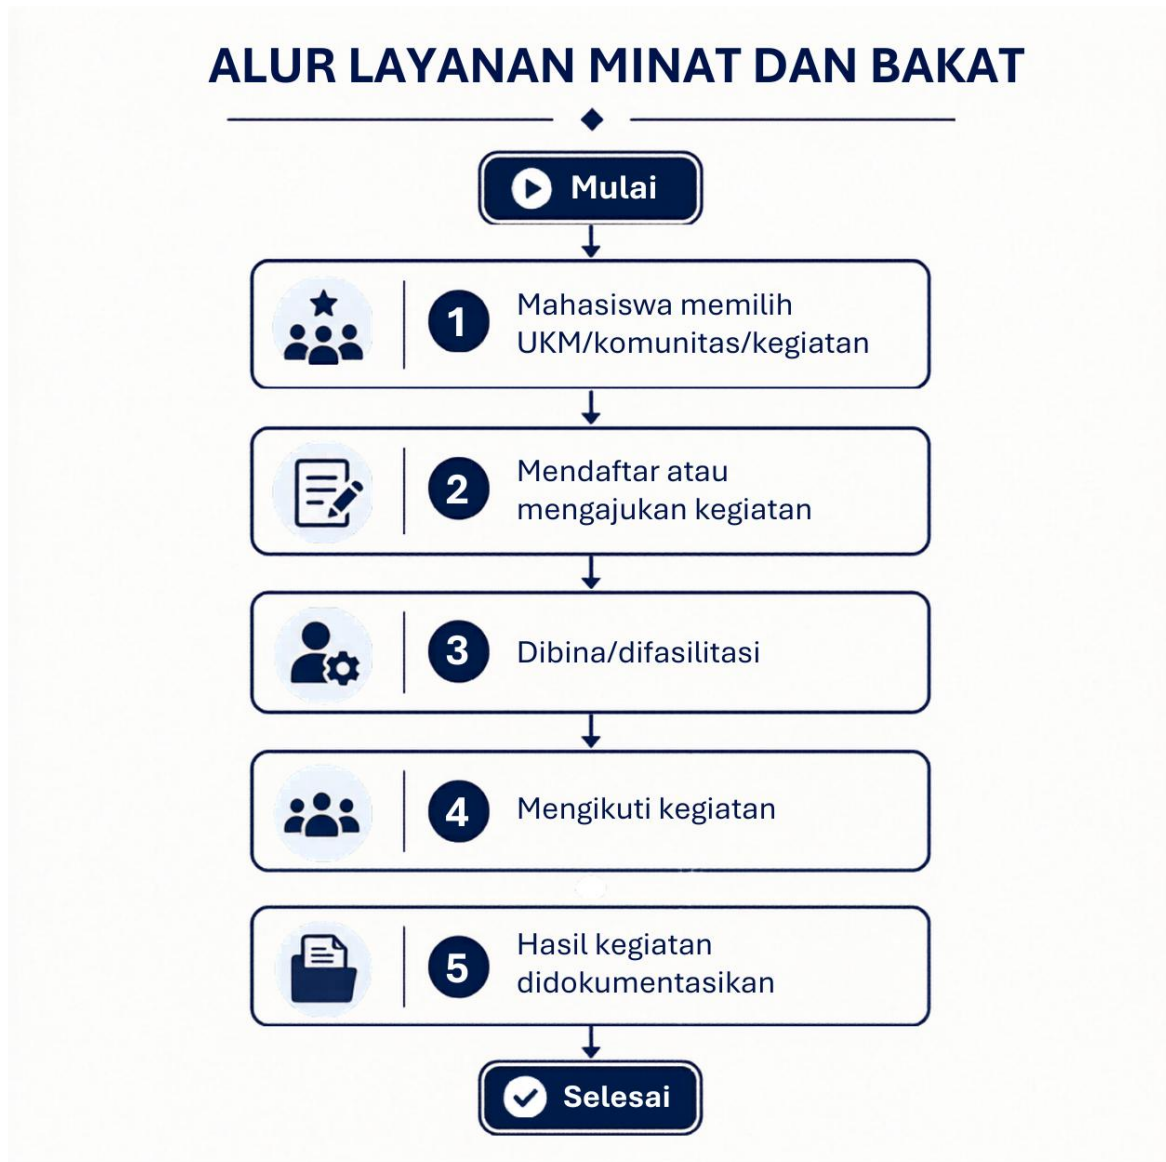 ALUR LAYANAN MINAT DAN BAKAT
Mulai
1
Mahasiswa memilih
UKM/komunitas/kegiatan
2
Mendaftar atau
mengajukan kegiatan
3
Dibina/difasilitasi
4
Mengikuti kegiatan
5
Hasil kegiatan
didokumentasikan
Selesai